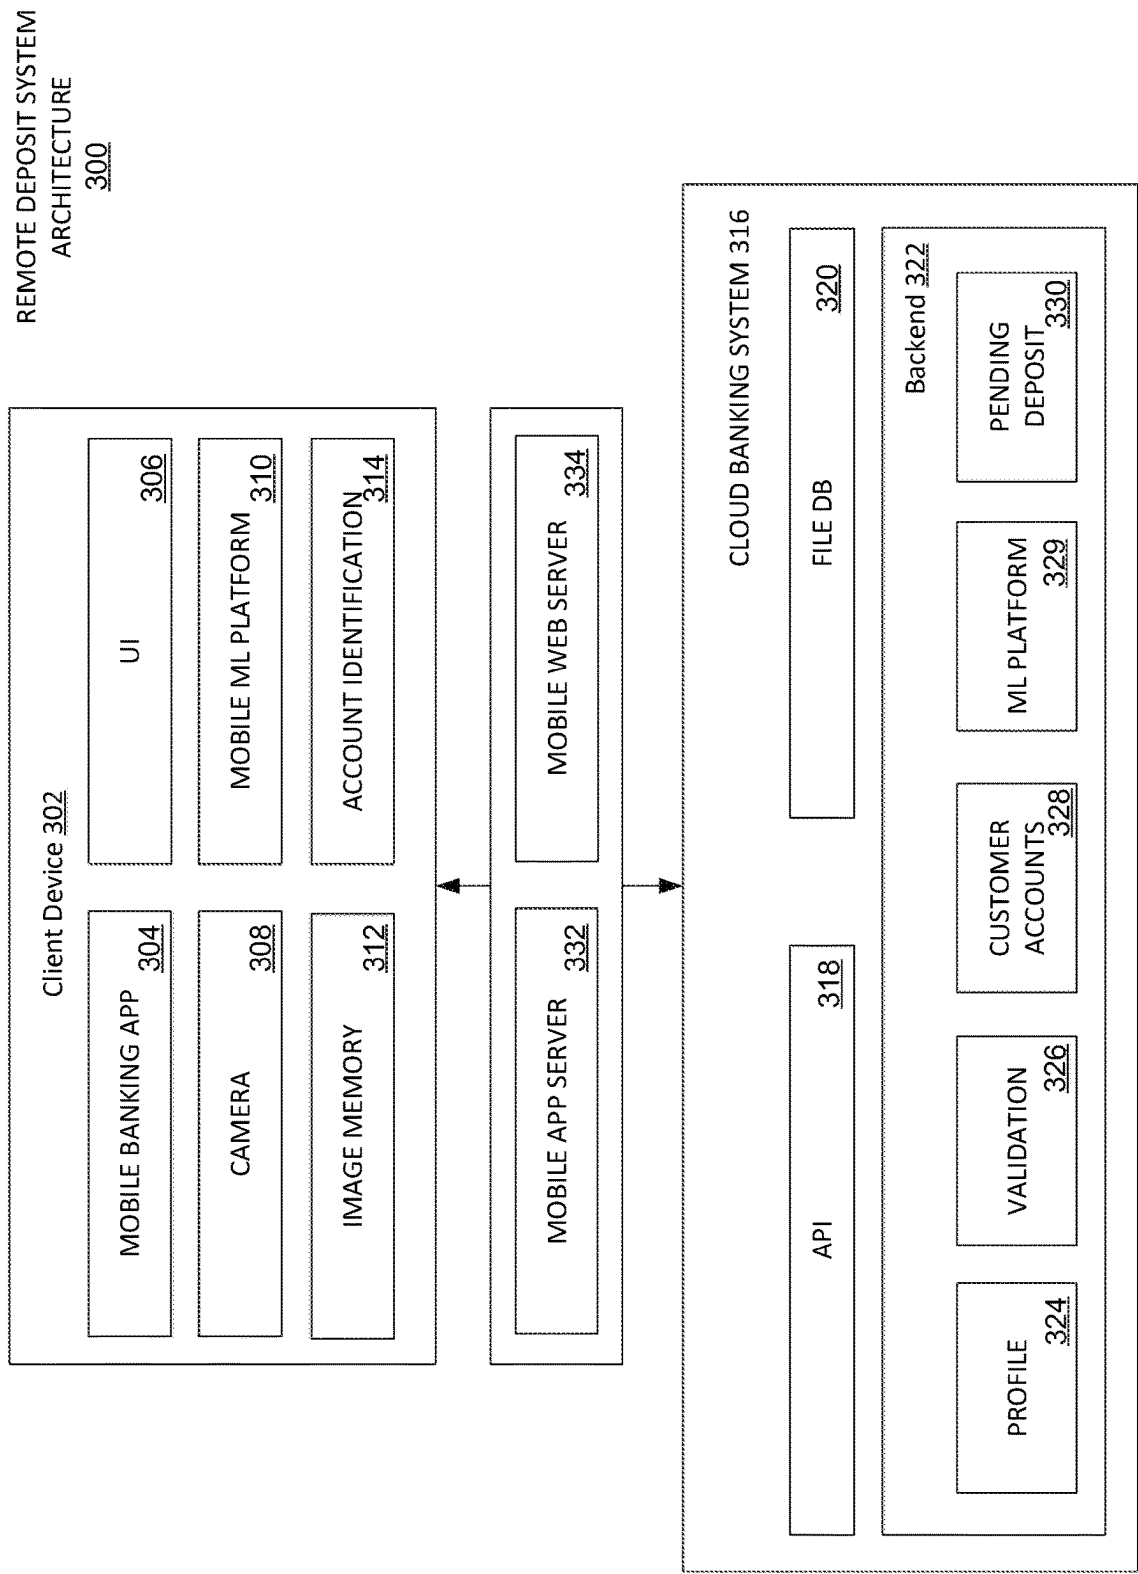 REMOTE DEPOSIT SYSTEM
ARCHITECTURE
300
Client Device 302
MOBILE BANKING APP
304
UI
306
CAMERA
308
MOBILE ML PLATFORM
310
IMAGE MEMORY
312
ACCOUNT IDENTIFICATION
314
MOBILE APP SERVER
332
MOBILE WEB SERVER
334
CLOUD BANKING SYSTEM 316
API
318
FILE DB
320
Backend 322
PROFILE
324
VALIDATION
326
CUSTOMER
ACCOUNTS
328
ML PLATFORM
329
PENDING
DEPOSIT
330